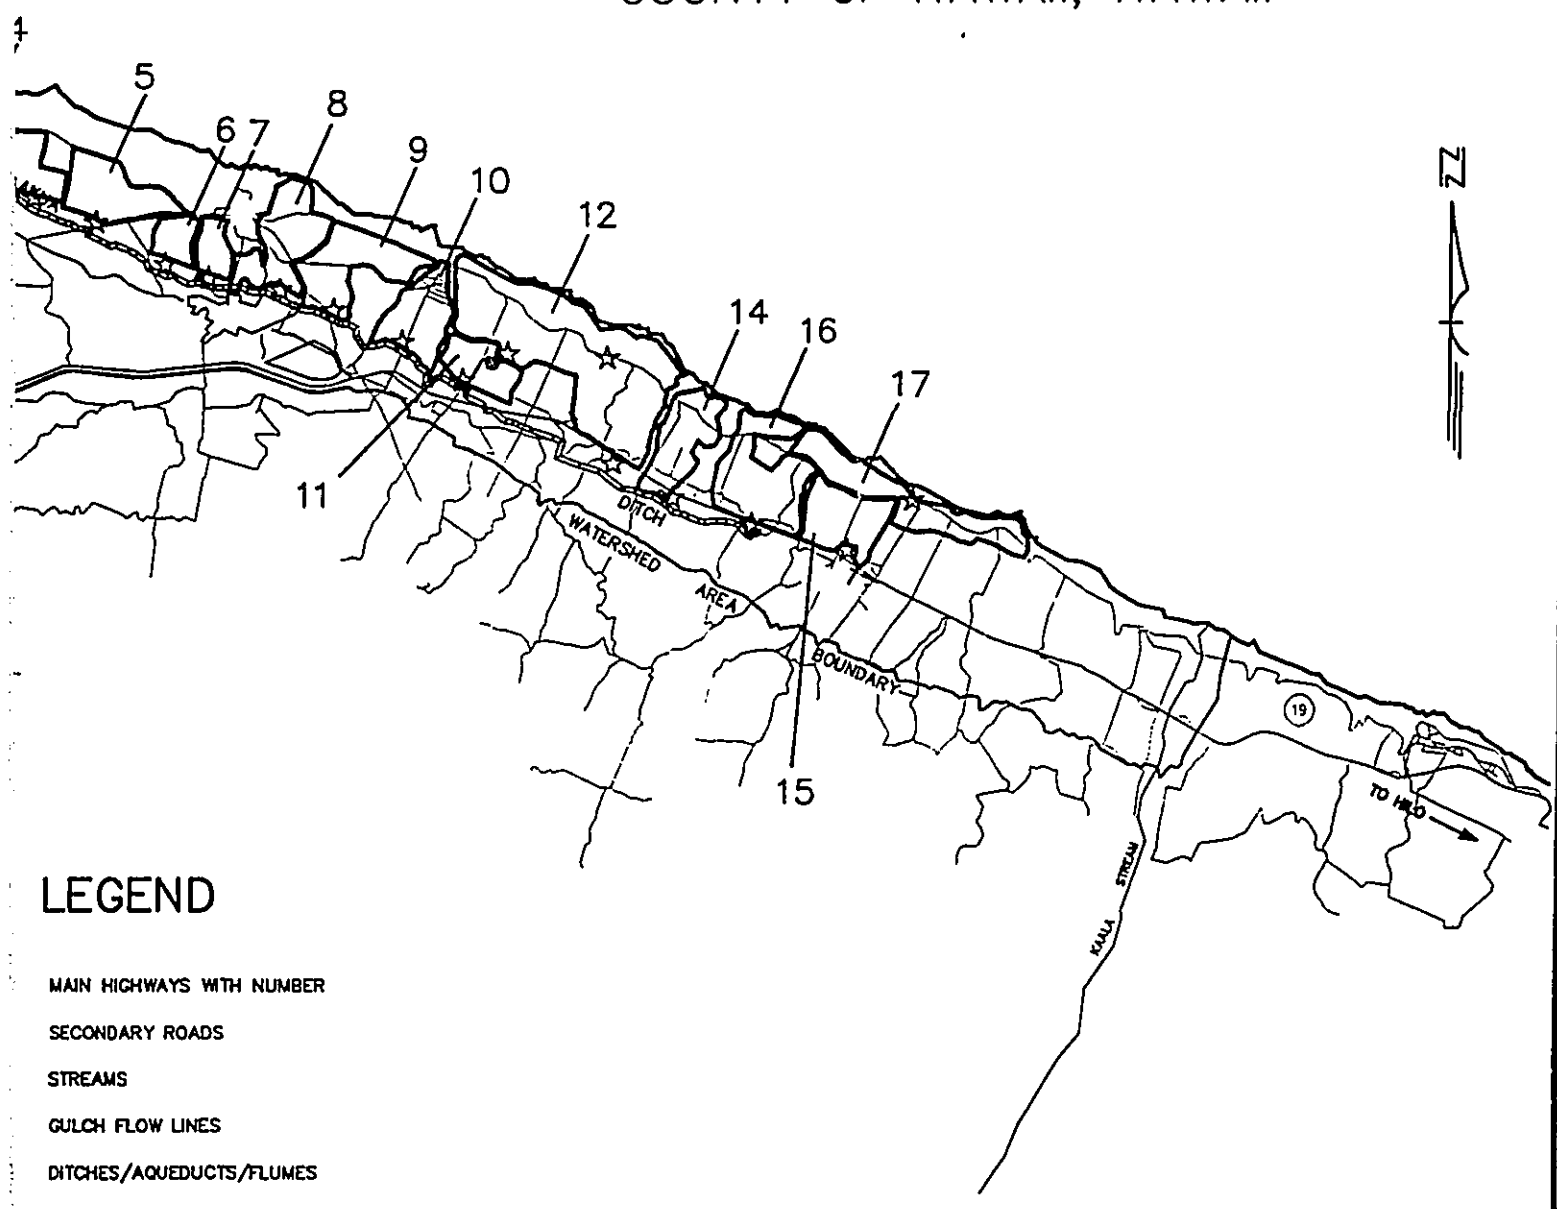 4
5
6 7
8
9
10
12
14
16
17
11
DITCH
WATERSHED
AREA
BOUNDARY
15
19
TO HILO
KAALA STREAM
LEGEND
MAIN HIGHWAYS WITH NUMBER
SECONDARY ROADS
STREAMS
GULCH FLOW LINES
DITCHES/AQUEDUCTS/FLUMES